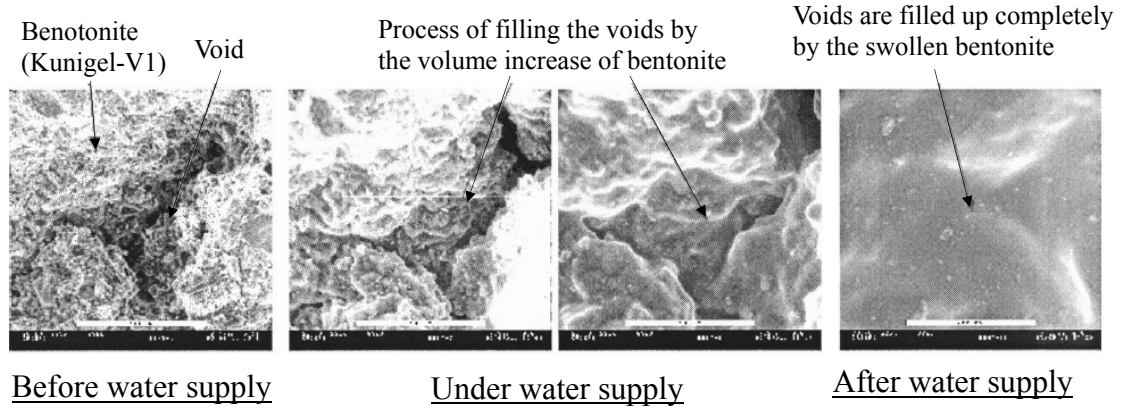 Benotonite
(Kunigel-V1)
Void
Process of filling the voids by
the volume increase of bentonite
Voids are filled up completely
by the swollen bentonite
Before water supply
Under water supply
After water supply